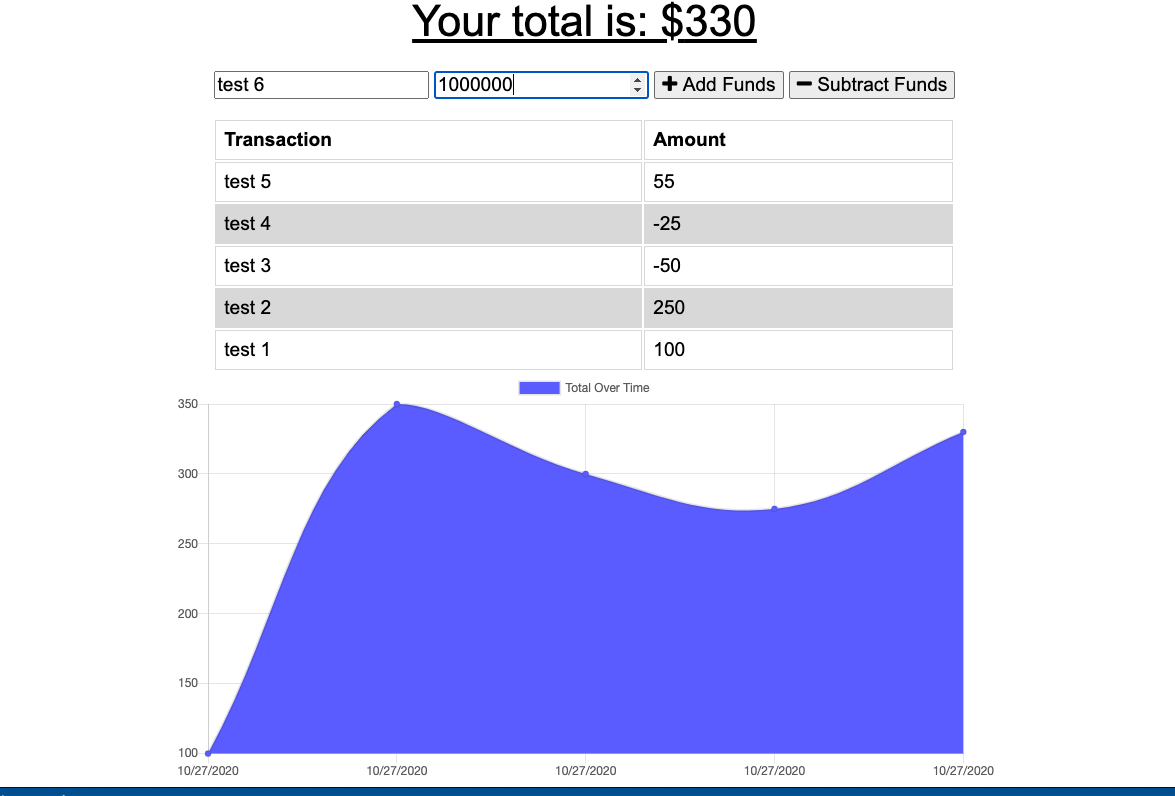 Your total is: $330
test 6 1000000 Add Funds Subtract Funds
Transaction Amount
test 5 55
test 4 -25
test 3 -50
test 2 250
test 1 100
Total Over Time
350
300
250
200
150
100
10/27/2020 10/27/2020 10/27/2020 10/27/2020 10/27/2020